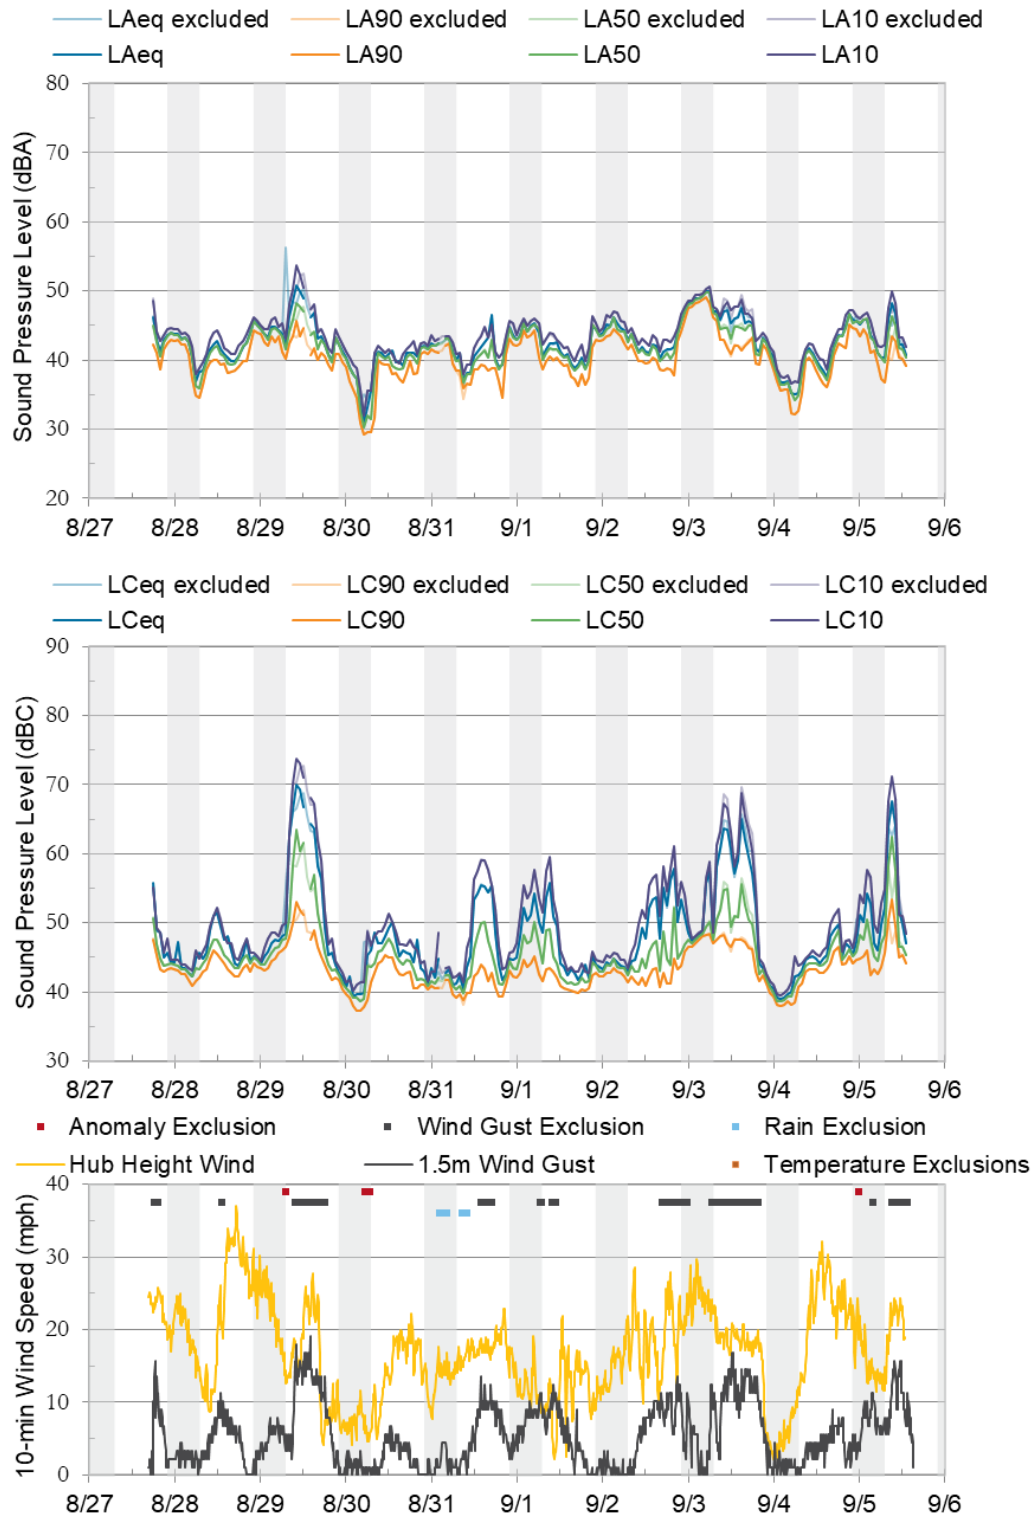 LAeq excluded LA90 excluded LA50 excluded LA10 excluded
LAeq LA90 LA50 LA10
Sound Pressure Level (dBA)
80
70
60
50
40
30
20
8/27 8/28 8/29 8/30 8/31 9/1 9/2 9/3 9/4 9/5 9/6
LCeq excluded LC90 excluded LC50 excluded LC10 excluded
LCeq LC90 LC50 LC10
Sound Pressure Level (dBC)
90
80
70
60
50
40
30
8/27 8/28 8/29 8/30 8/31 9/1 9/2 9/3 9/4 9/5 9/6
Anomaly Exclusion Wind Gust Exclusion Rain Exclusion
Hub Height Wind 1.5m Wind Gust Temperature Exclusions
10-min Wind Speed (mph)
40
30
20
10
0
8/27 8/28 8/29 8/30 8/31 9/1 9/2 9/3 9/4 9/5 9/6